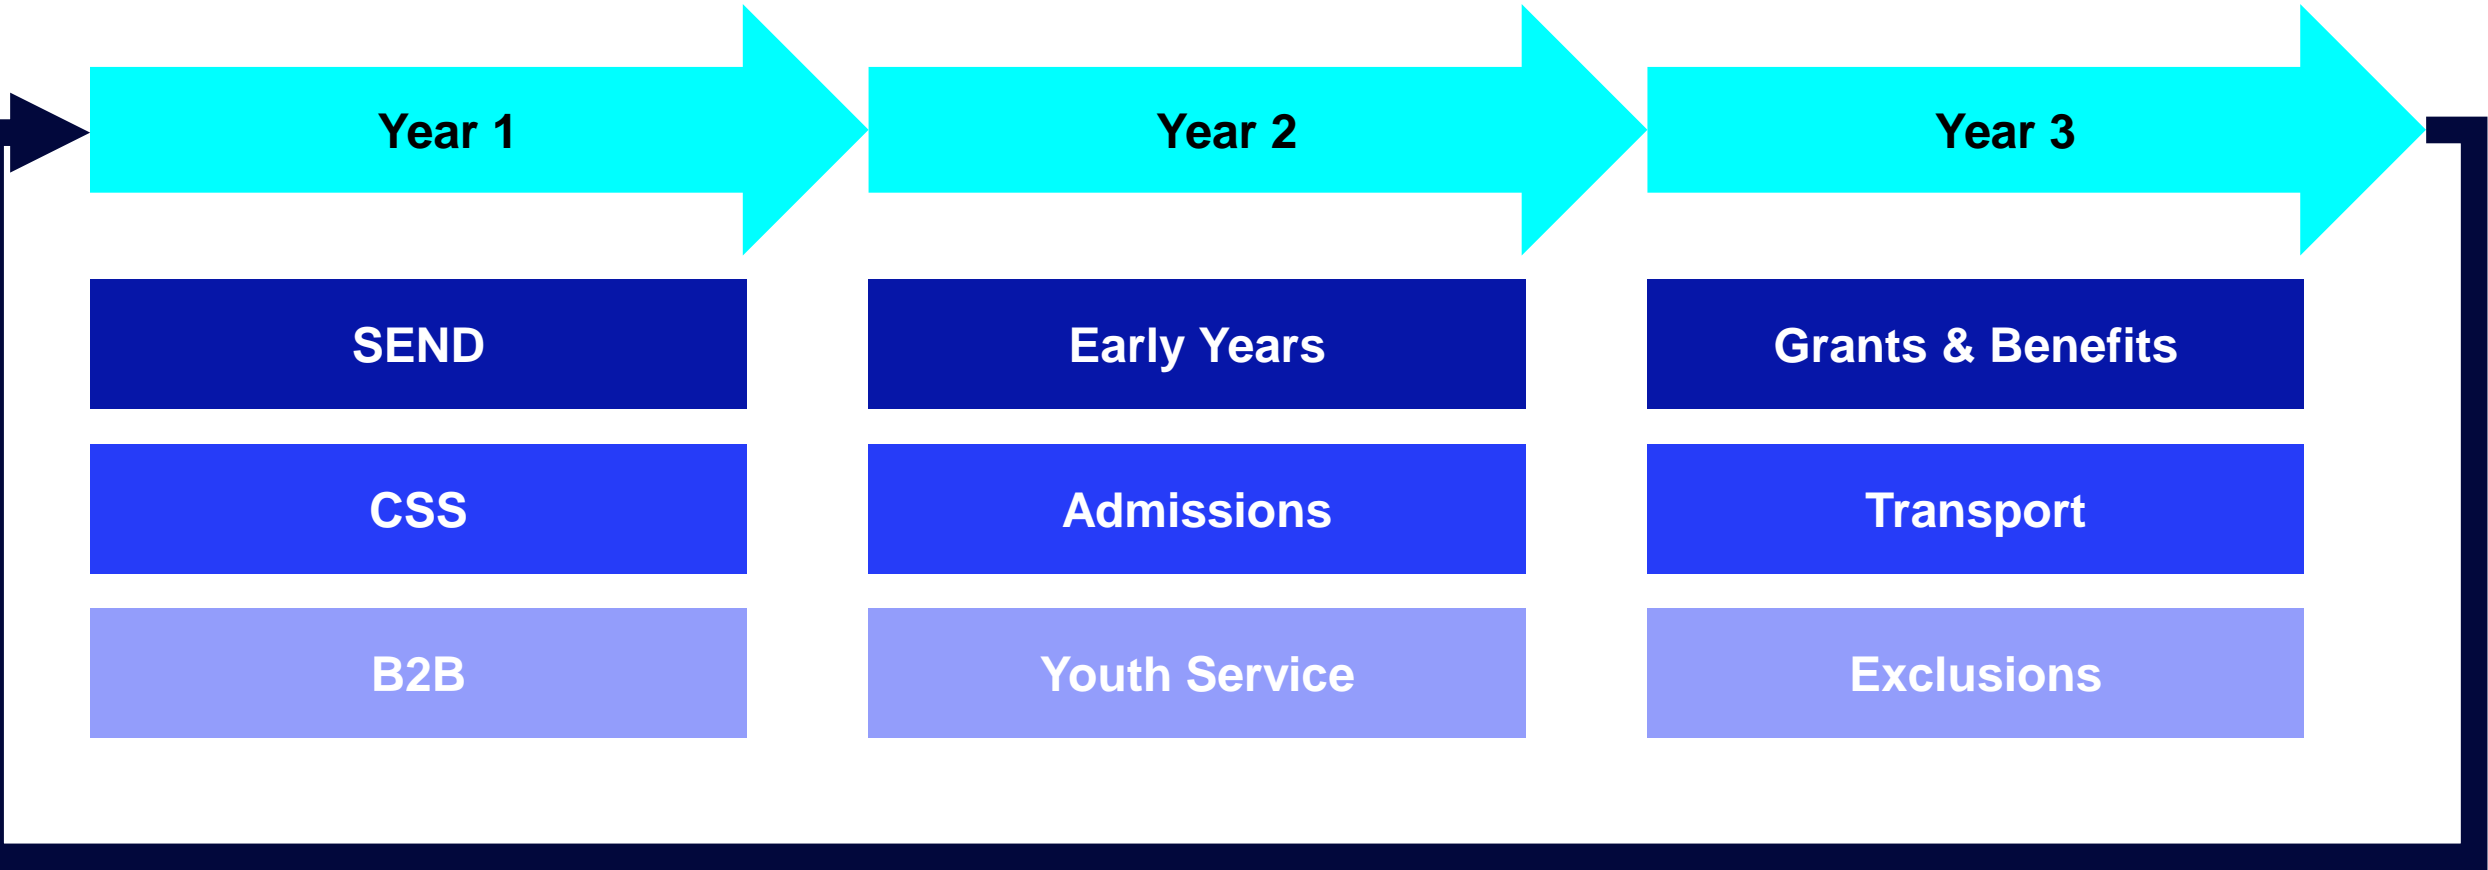 Year 1
Year 2
Year 3
SEND
Early Years
Grants & Benefits
CSS
Admissions
Transport
B2B
Youth Service
Exclusions